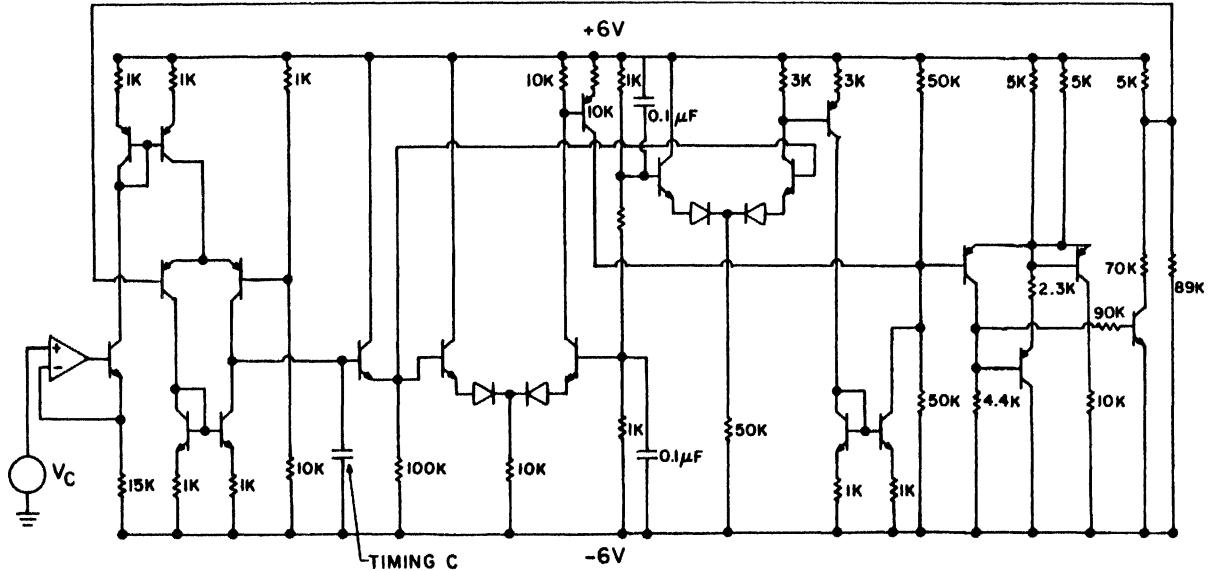 +6V
1K 1K 1K 10K 10K 1K 0.1μF 3K 3K 50K 5K 5K 5K
2.3K 70K 89K
90K
+
-
V_C
15K 1K 1K 10K 100K 10K 1K 0.1μF 50K 1K 1K 50K 4.4K 10K
TIMING C
-6V